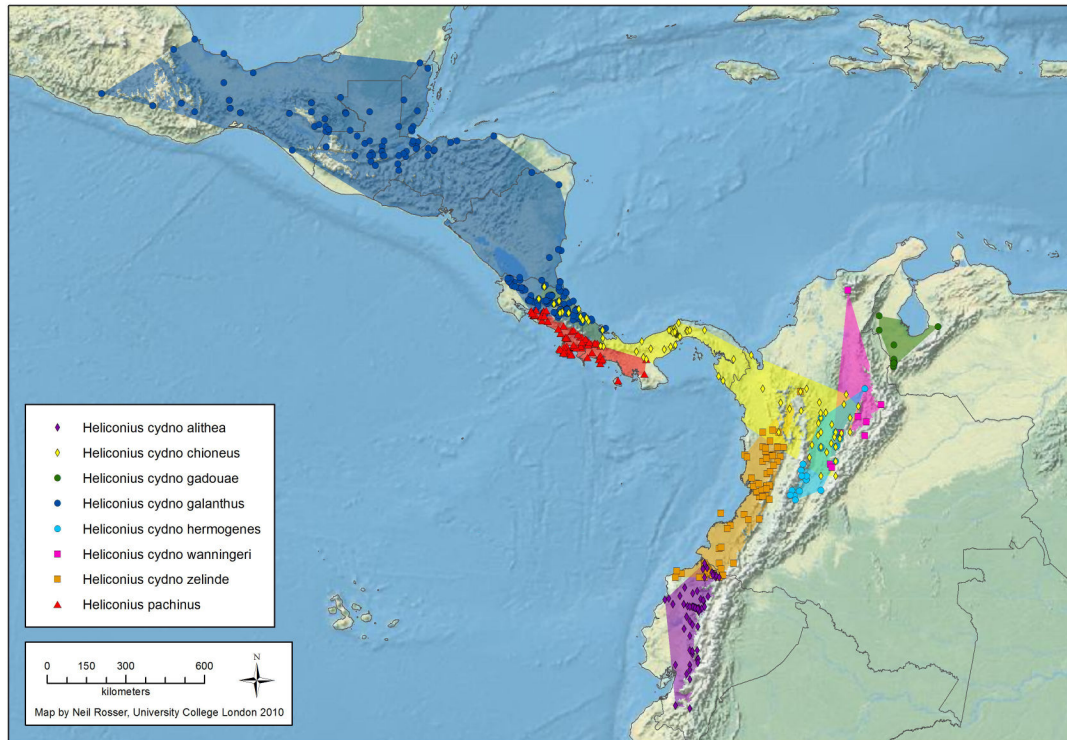 Heliconius cydno alithea
Heliconius cydno chioneus
Heliconius cydno gadouae
Heliconius cydno galanthus
Heliconius cydno hermogenes
Heliconius cydno wanningeri
Heliconius cydno zelinde
Heliconius pachinus
N
0 150 300 600
kilometers
Map by Neil Rosser, University College London 2010